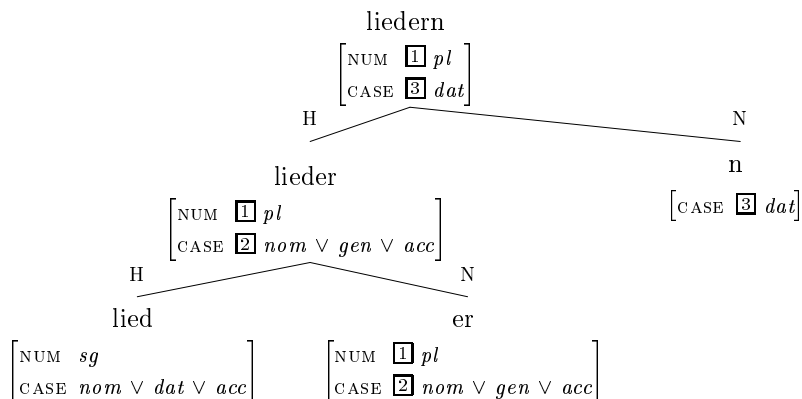 liedern
[NUM 1 pl
CASE 3 dat]
H N
lieder n
[NUM 1 pl
CASE 2 nom ∨ gen ∨ acc]
[CASE 3 dat]
H N
lied er
[NUM sg
CASE nom ∨ dat ∨ acc]
[NUM 1 pl
CASE 2 nom ∨ gen ∨ acc]